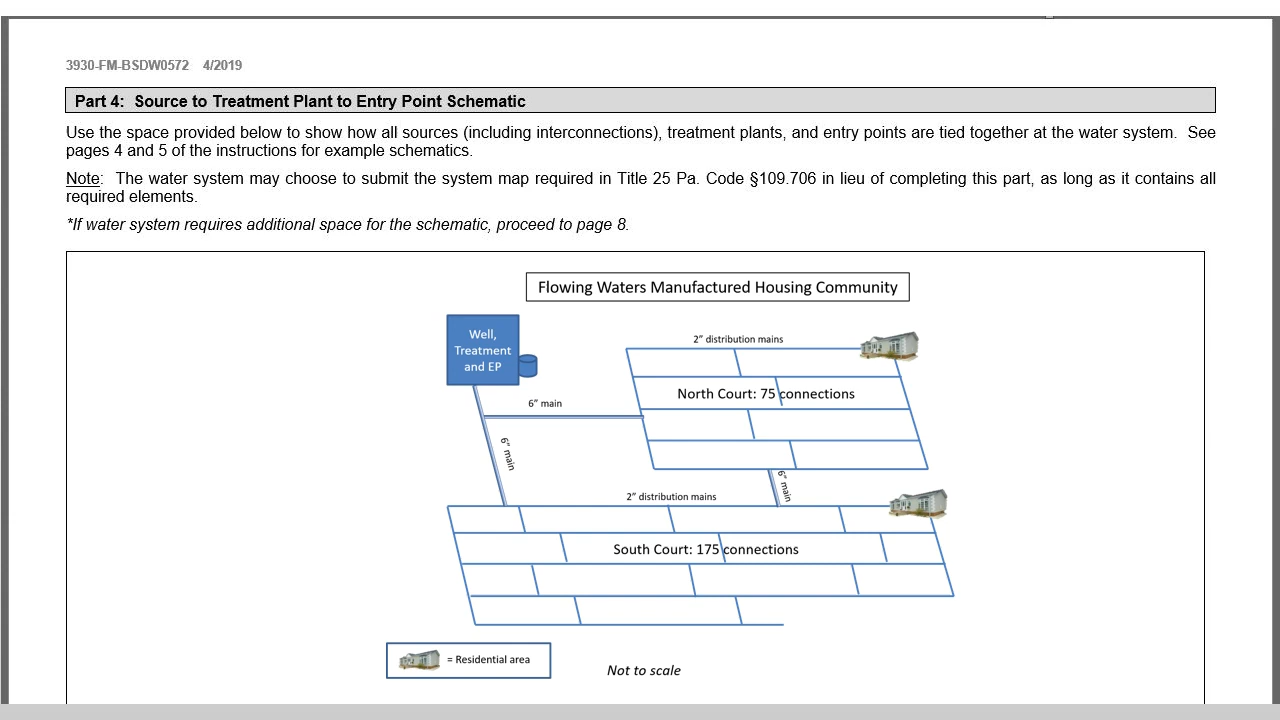 3930-FM-BSDW0572 4/2019
Part 4: Source to Treatment Plant to Entry Point Schematic
Use the space provided below to show how all sources (including interconnections), treatment plants, and entry points are tied together at the water system. See
pages 4 and 5 of the instructions for example schematics.
Note: The water system may choose to submit the system map required in Title 25 Pa. Code §109.706 in lieu of completing this part, as long as it contains all
required elements.
*If water system requires additional space for the schematic, proceed to page 8.
Flowing Waters Manufactured Housing Community
Well,
Treatment
and EP
2” distribution mains
North Court: 75 connections
6” main
6” main
6” main
2” distribution mains
South Court: 175 connections
= Residential area
Not to scale